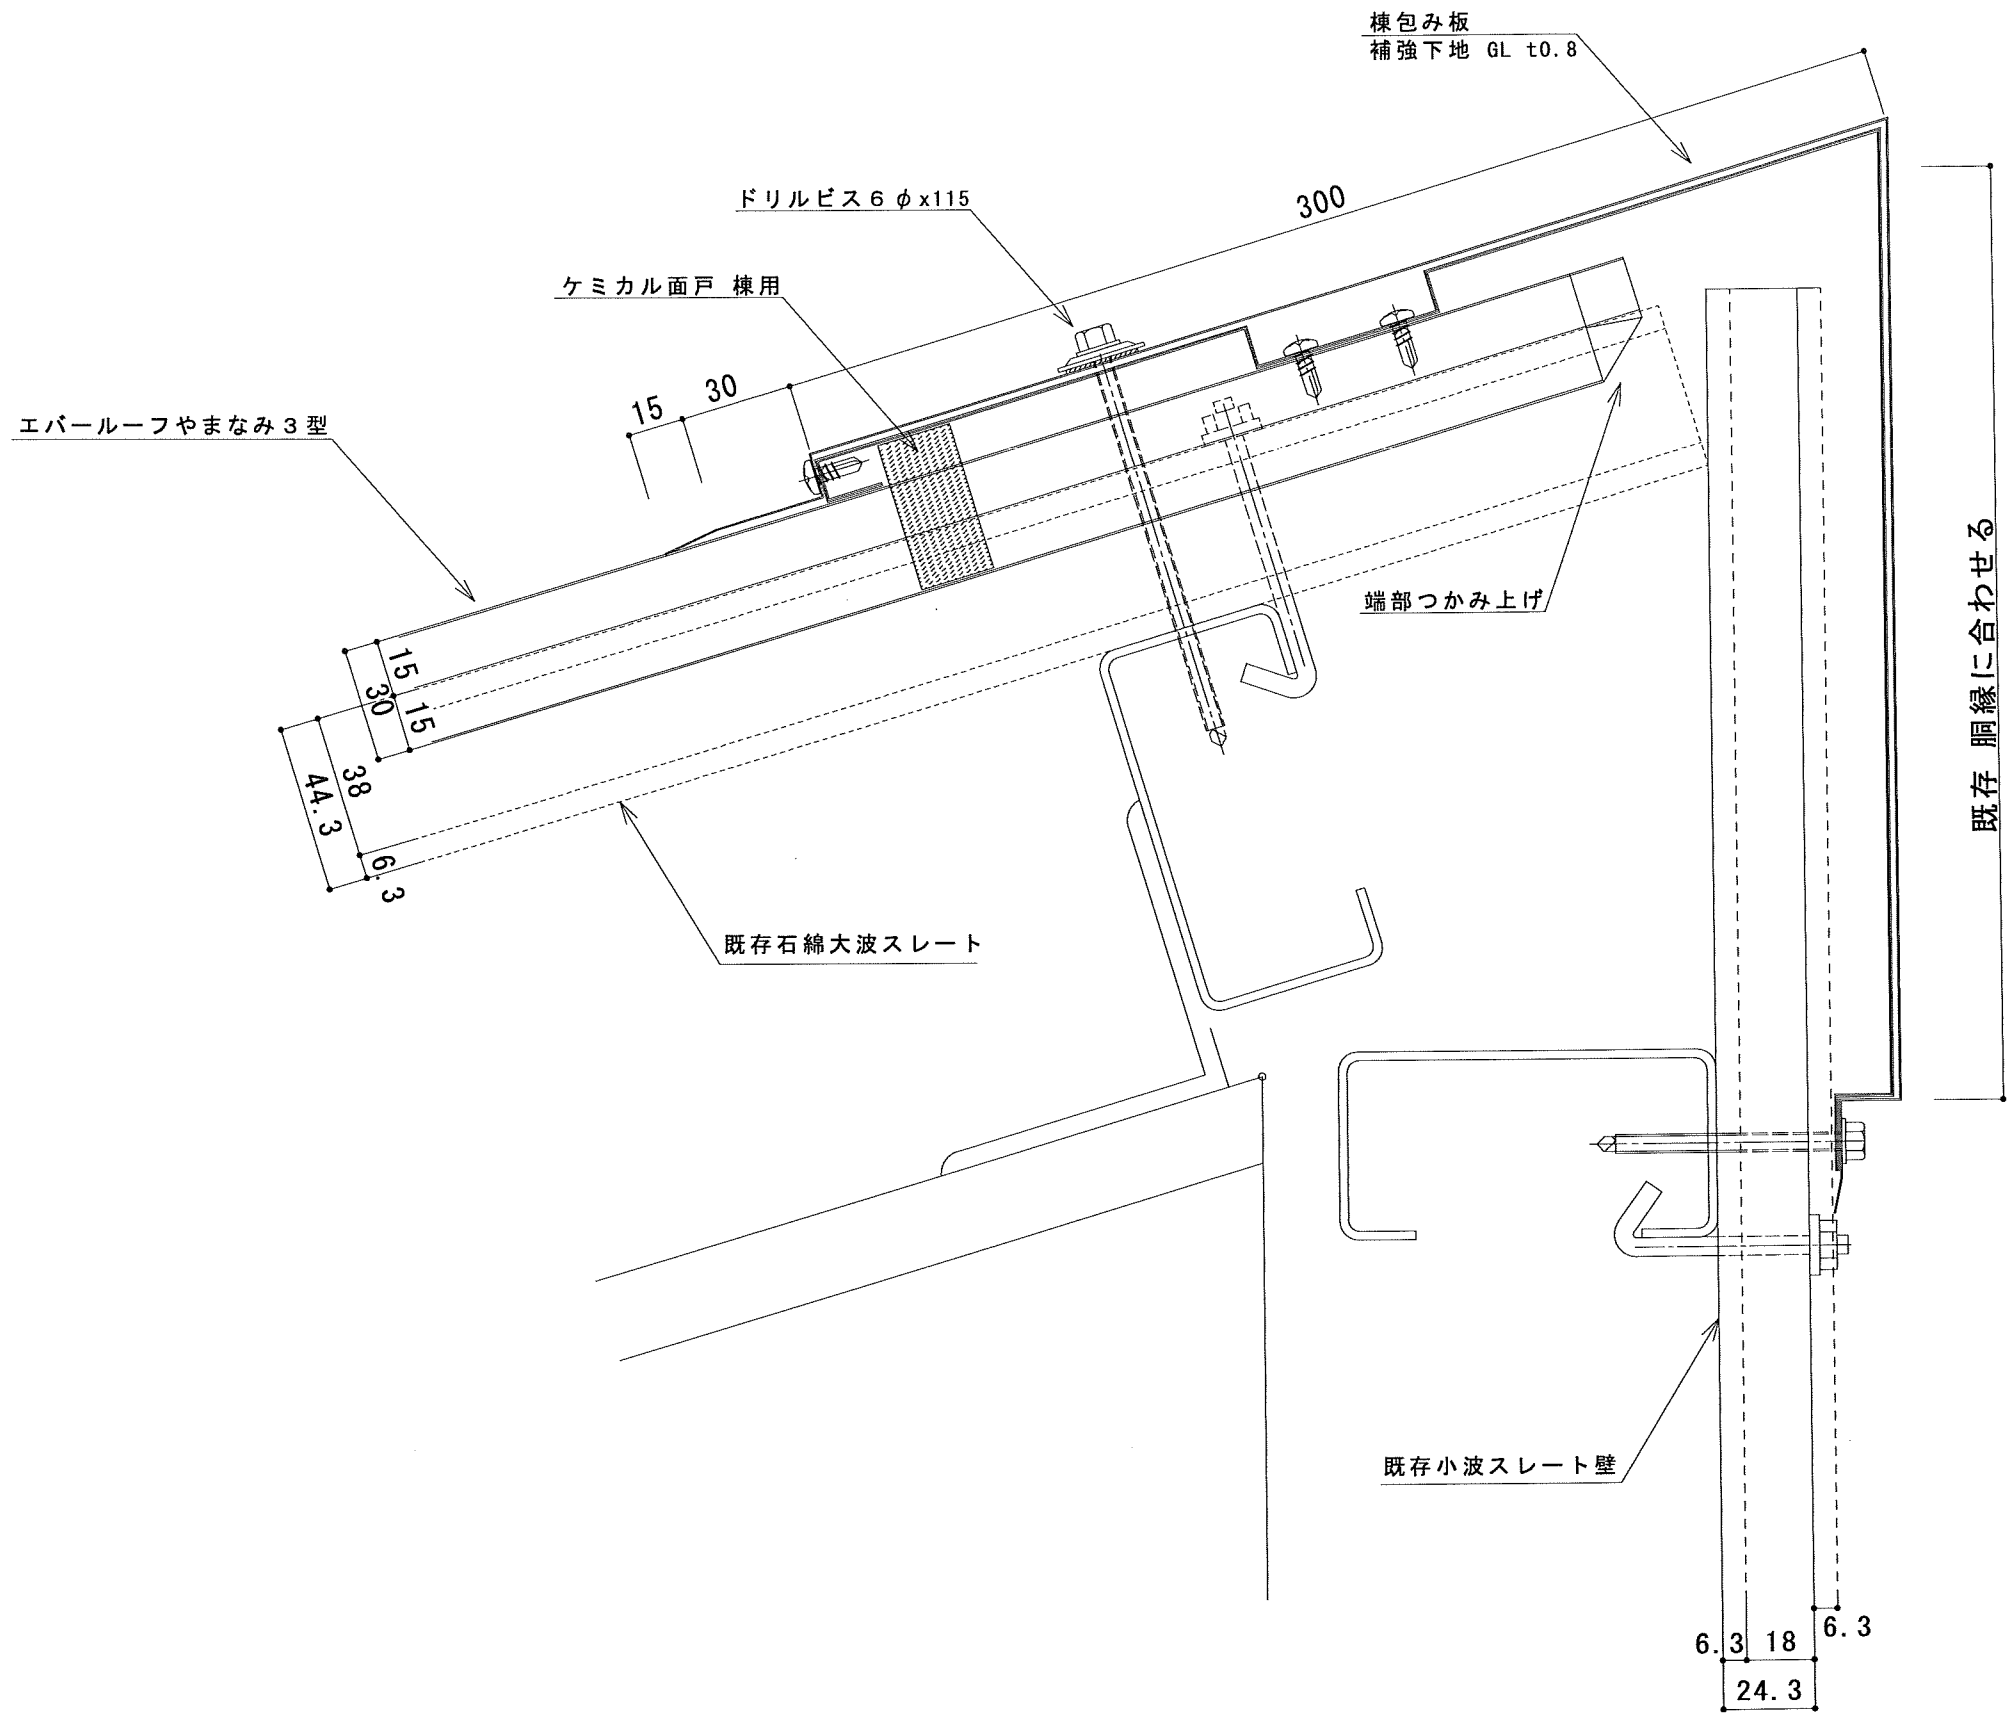 棟包み板
補強下地 GL t0.8
ドリルビス6φx115
300
ケミカル面戸 棟用
30
15
エバールーフやまなみ3型
端部つかみ上げ
既存 胴縁に合わせる
15
30
15
38
44.3
6.3
既存石綿大波スレート
既存小波スレート壁
6.3
18
6.3
24.3